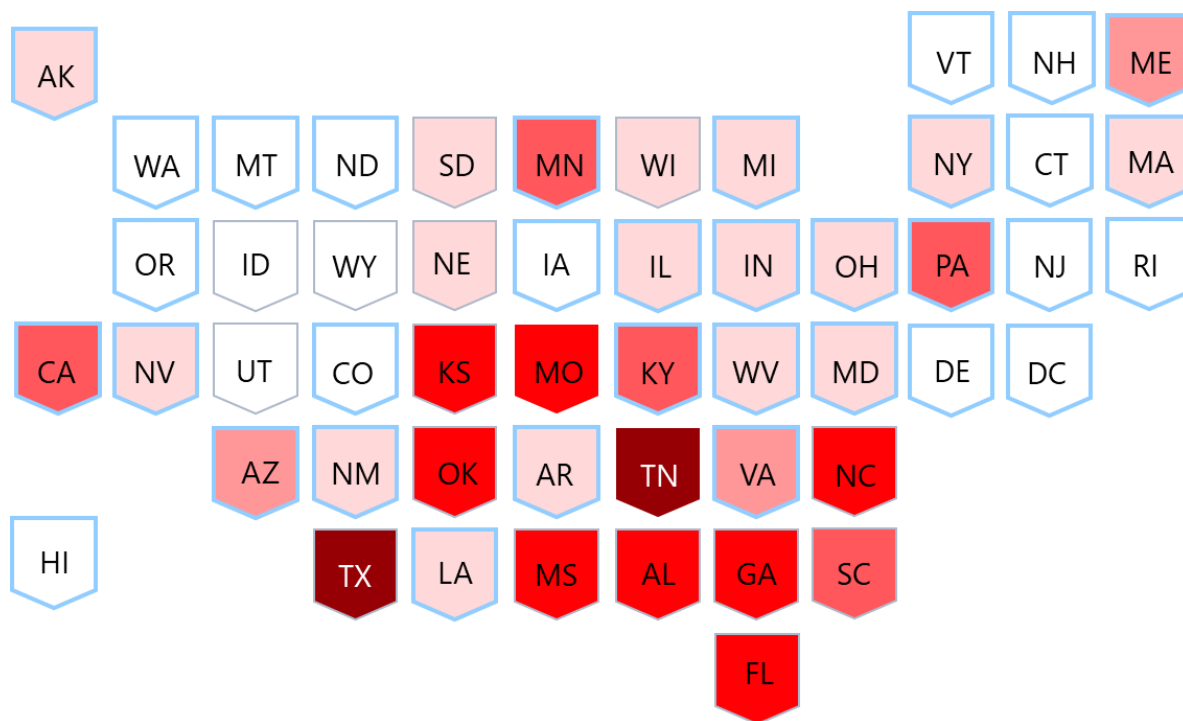 VT NH ME
AK
WA MT ND SD MN WI MI NY CT MA
OR ID WY NE IA IL IN OH PA NJ RI
CA NV UT CO KS MO KY WV MD DE DC
AZ NM OK AR TN VA NC
HI TX LA MS AL GA SC
FL